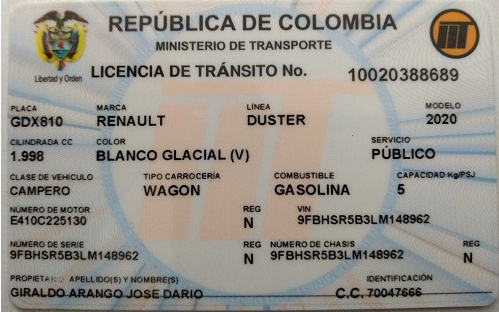 REPÚBLICA DE COLOMBIA
MINISTERIO DE TRANSPORTE
Libertad y Orden
LICENCIA DE TRÁNSITO No. 10020388689
PLACA MARCA LÍNEA MODELO
GDX810 RENAULT DUSTER 2020
CILINDRADA CC COLOR SERVICIO
1.998 BLANCO GLACIAL (V) PÚBLICO
CLASE DE VEHÍCULO TIPO CARROCERÍA COMBUSTIBLE CAPACIDAD Kg/PSJ
CAMPERO WAGON GASOLINA 5
NÚMERO DE MOTOR REG VIN
E410C225130 N 9FBHSR5B3LM148962
NÚMERO DE SERIE REG NÚMERO DE CHASIS REG
9FBHSR5B3LM148962 N 9FBHSR5B3LM148962 N
PROPIETARIO: APELLIDO(S) Y NOMBRE(S) IDENTIFICACIÓN
GIRALDO ARANGO JOSE DARIO C.C. 70047666